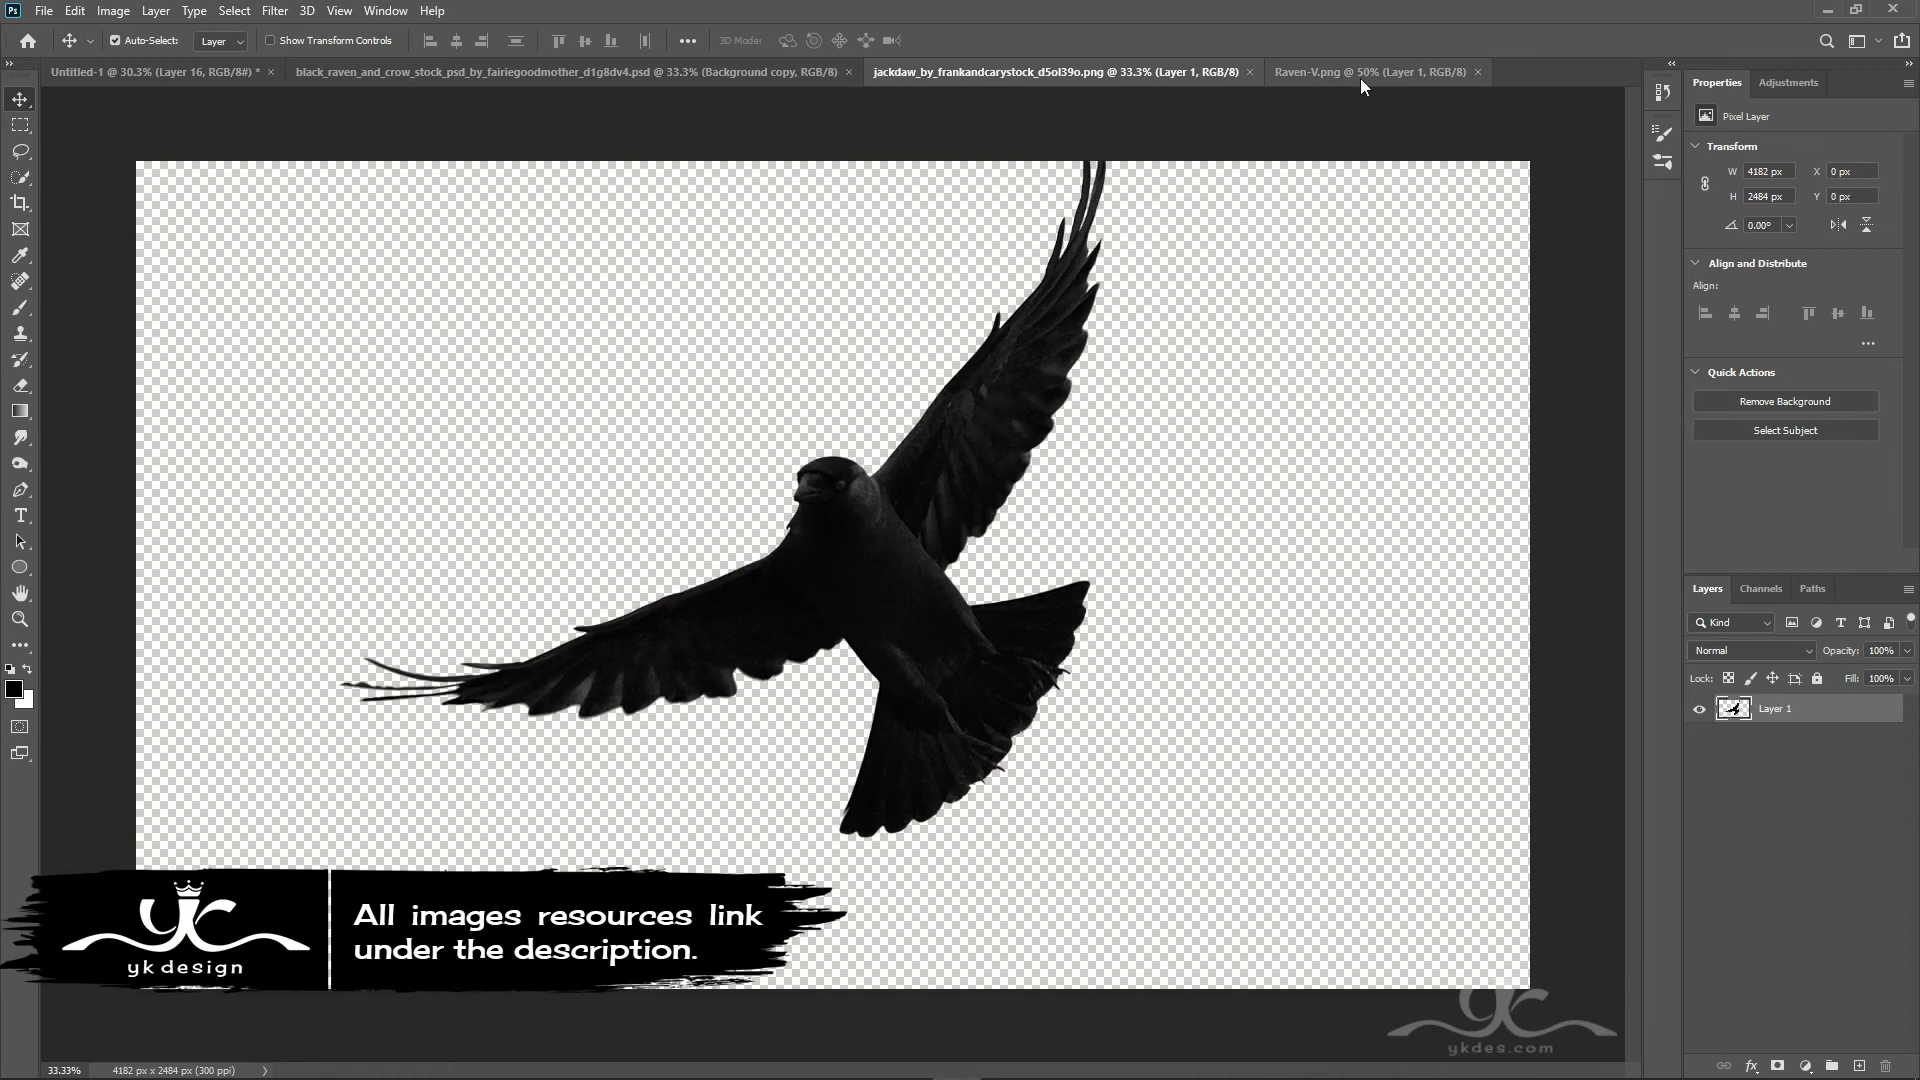 Ps File Edit Image Layer Type Select Filter 3D View Window Help
Auto-Select: Layer Show Transform Controls 3D Mode:
Untitled-1 @ 30.3% (Layer 16, RGB/8#) * black_raven_and_crow_stock_psd_by_fairiegoodmother_d1g8dv4.psd @ 33.3% (Background copy, RGB/8) jackdaw_by_frankandcarystock_d5ol39o.png @ 33.3% (Layer 1, RGB/8) Raven-V.png @ 50% (Layer 1, RGB/8)
Properties Adjustments
Pixel Layer
Transform
W 4182 px X 0 px
H 2484 px Y 0 px
0.00°
Align and Distribute
Align:
Quick Actions
Remove Background
Select Subject
Layers Channels Paths
Kind
Normal Opacity: 100%
Lock: Fill: 100%
Layer 1
All images resources link
under the description.
yk design
ykdes.com
33.33% 4182 px x 2484 px (300 ppi)